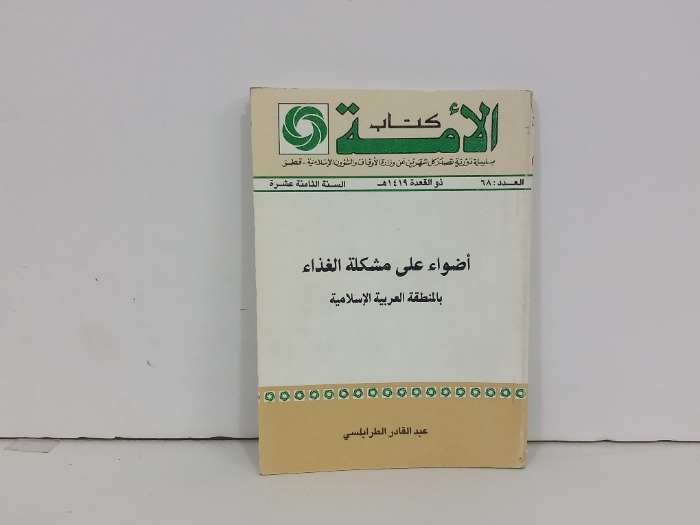 كتاب
الأمة
سلسلة دورية تصدر كل شهرين عن وزارة الأوقاف والشؤون الإسلامية - قطر
العدد: ٦٨ ذو القعدة ١٤١٩هـ السنة الثامنة عشرة
أضواء على مشكلة الغذاء
بالمنطقة العربية الإسلامية
عبد القادر الطرابلسي